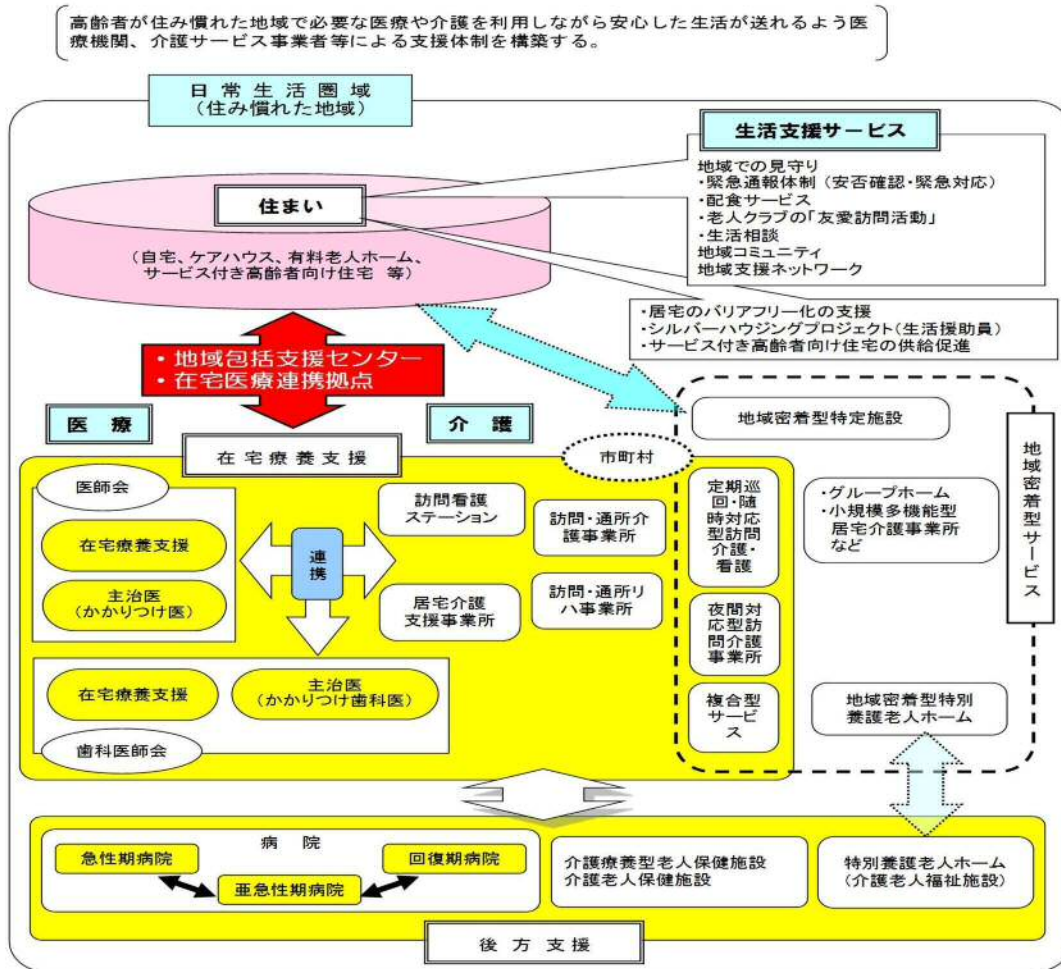 高齢者が住み慣れた地域で必要な医療や介護を利用しながら安心した生活が送れるよう医
療機関、介護サービス事業者等による支援体制を構築する。
日常生活圏域
(住み慣れた地域)
生活支援サービス
地域での見守り
・緊急通報体制(安否確認・緊急対応)
・配食サービス
・老人クラブの「友愛訪問活動」
・生活相談
地域コミュニティ
地域支援ネットワーク
住まい
(自宅、ケアハウス、有料老人ホーム、
サービス付き高齢者向け住宅 等)
・居宅のバリアフリー化の支援
・シルバーハウジングプロジェクト(生活援助員)
・サービス付き高齢者向け住宅の供給促進
・地域包括支援センター
・在宅医療連携拠点
医療
介護
在宅療養支援
市町村
地域密着型特定施設
地域密着型サービス
医師会
在宅療養支援
主治医
(かかりつけ医)
連携
訪問看護
ステーション
訪問・通所介
護事業所
居宅介護
支援事業所
訪問・通所リ
ハ事業所
定期巡
回・随
時対応
型訪問
介護・
看護
・グループホーム
・小規模多機能型
居宅介護事業所
など
夜間対
応型訪
問介護
事業所
在宅療養支援
主治医
(かかりつけ歯科医)
歯科医師会
複合型
サービ
ス
地域密着型特別
養護老人ホーム
病院
急性期病院
回復期病院
亜急性期病院
介護療養型老人保健施設
介護老人保健施設
特別養護老人ホーム
(介護老人福祉施設)
後方支援